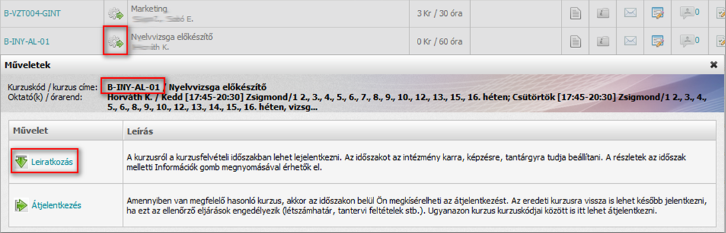 Marketing
B-VZT004-GINT 3 Kr / 30 óra 0
E.
Nyelvvizsga előkészítő
B-INY-AL-01 0 Kr / 60 óra 0
Horváth K.
Műveletek
Kurzuskód / kurzus címe: B-INY-AL-01 / Nyelvvizsga előkészítő
Oktató(k) / órarend: Horváth K. / Kedd [17:45-20:30] Zsigmond/1 2., 3., 4., 5., 6., 7., 8., 9., 10., 12., 13., 15., 16. héten; Csütörtök [17:45-20:30] Zsigmond/1 2., 3., 4.,
5., 6., 8., 9., 10., 12., 13., 14., 15., 16. héten, vizsg...
Művelet Leírás
Leiratkozás
A kurzusról a kurzusfelvételi időszakban lehet lejelentkezni. Az időszakot az intézmény karra, képzésre, tantárgyra tudja beállítani. A részletek az időszak
melletti Információk gomb megnyomásával érhetők el.
Átjelentkezés
Amennyiben van megfelelő hasonló kurzus, akkor az időszakon belül Ön megkísérelheti az átjelentkezést. Az eredeti kurzusra vissza is lehet később jelentkezni,
ha ezt az ellenőrző eljárások engedélyezik (létszámhatár, tantervi feltételek stb.). Ugyanazon kurzus kurzuskódjai között is itt lehet átjelentkezni.